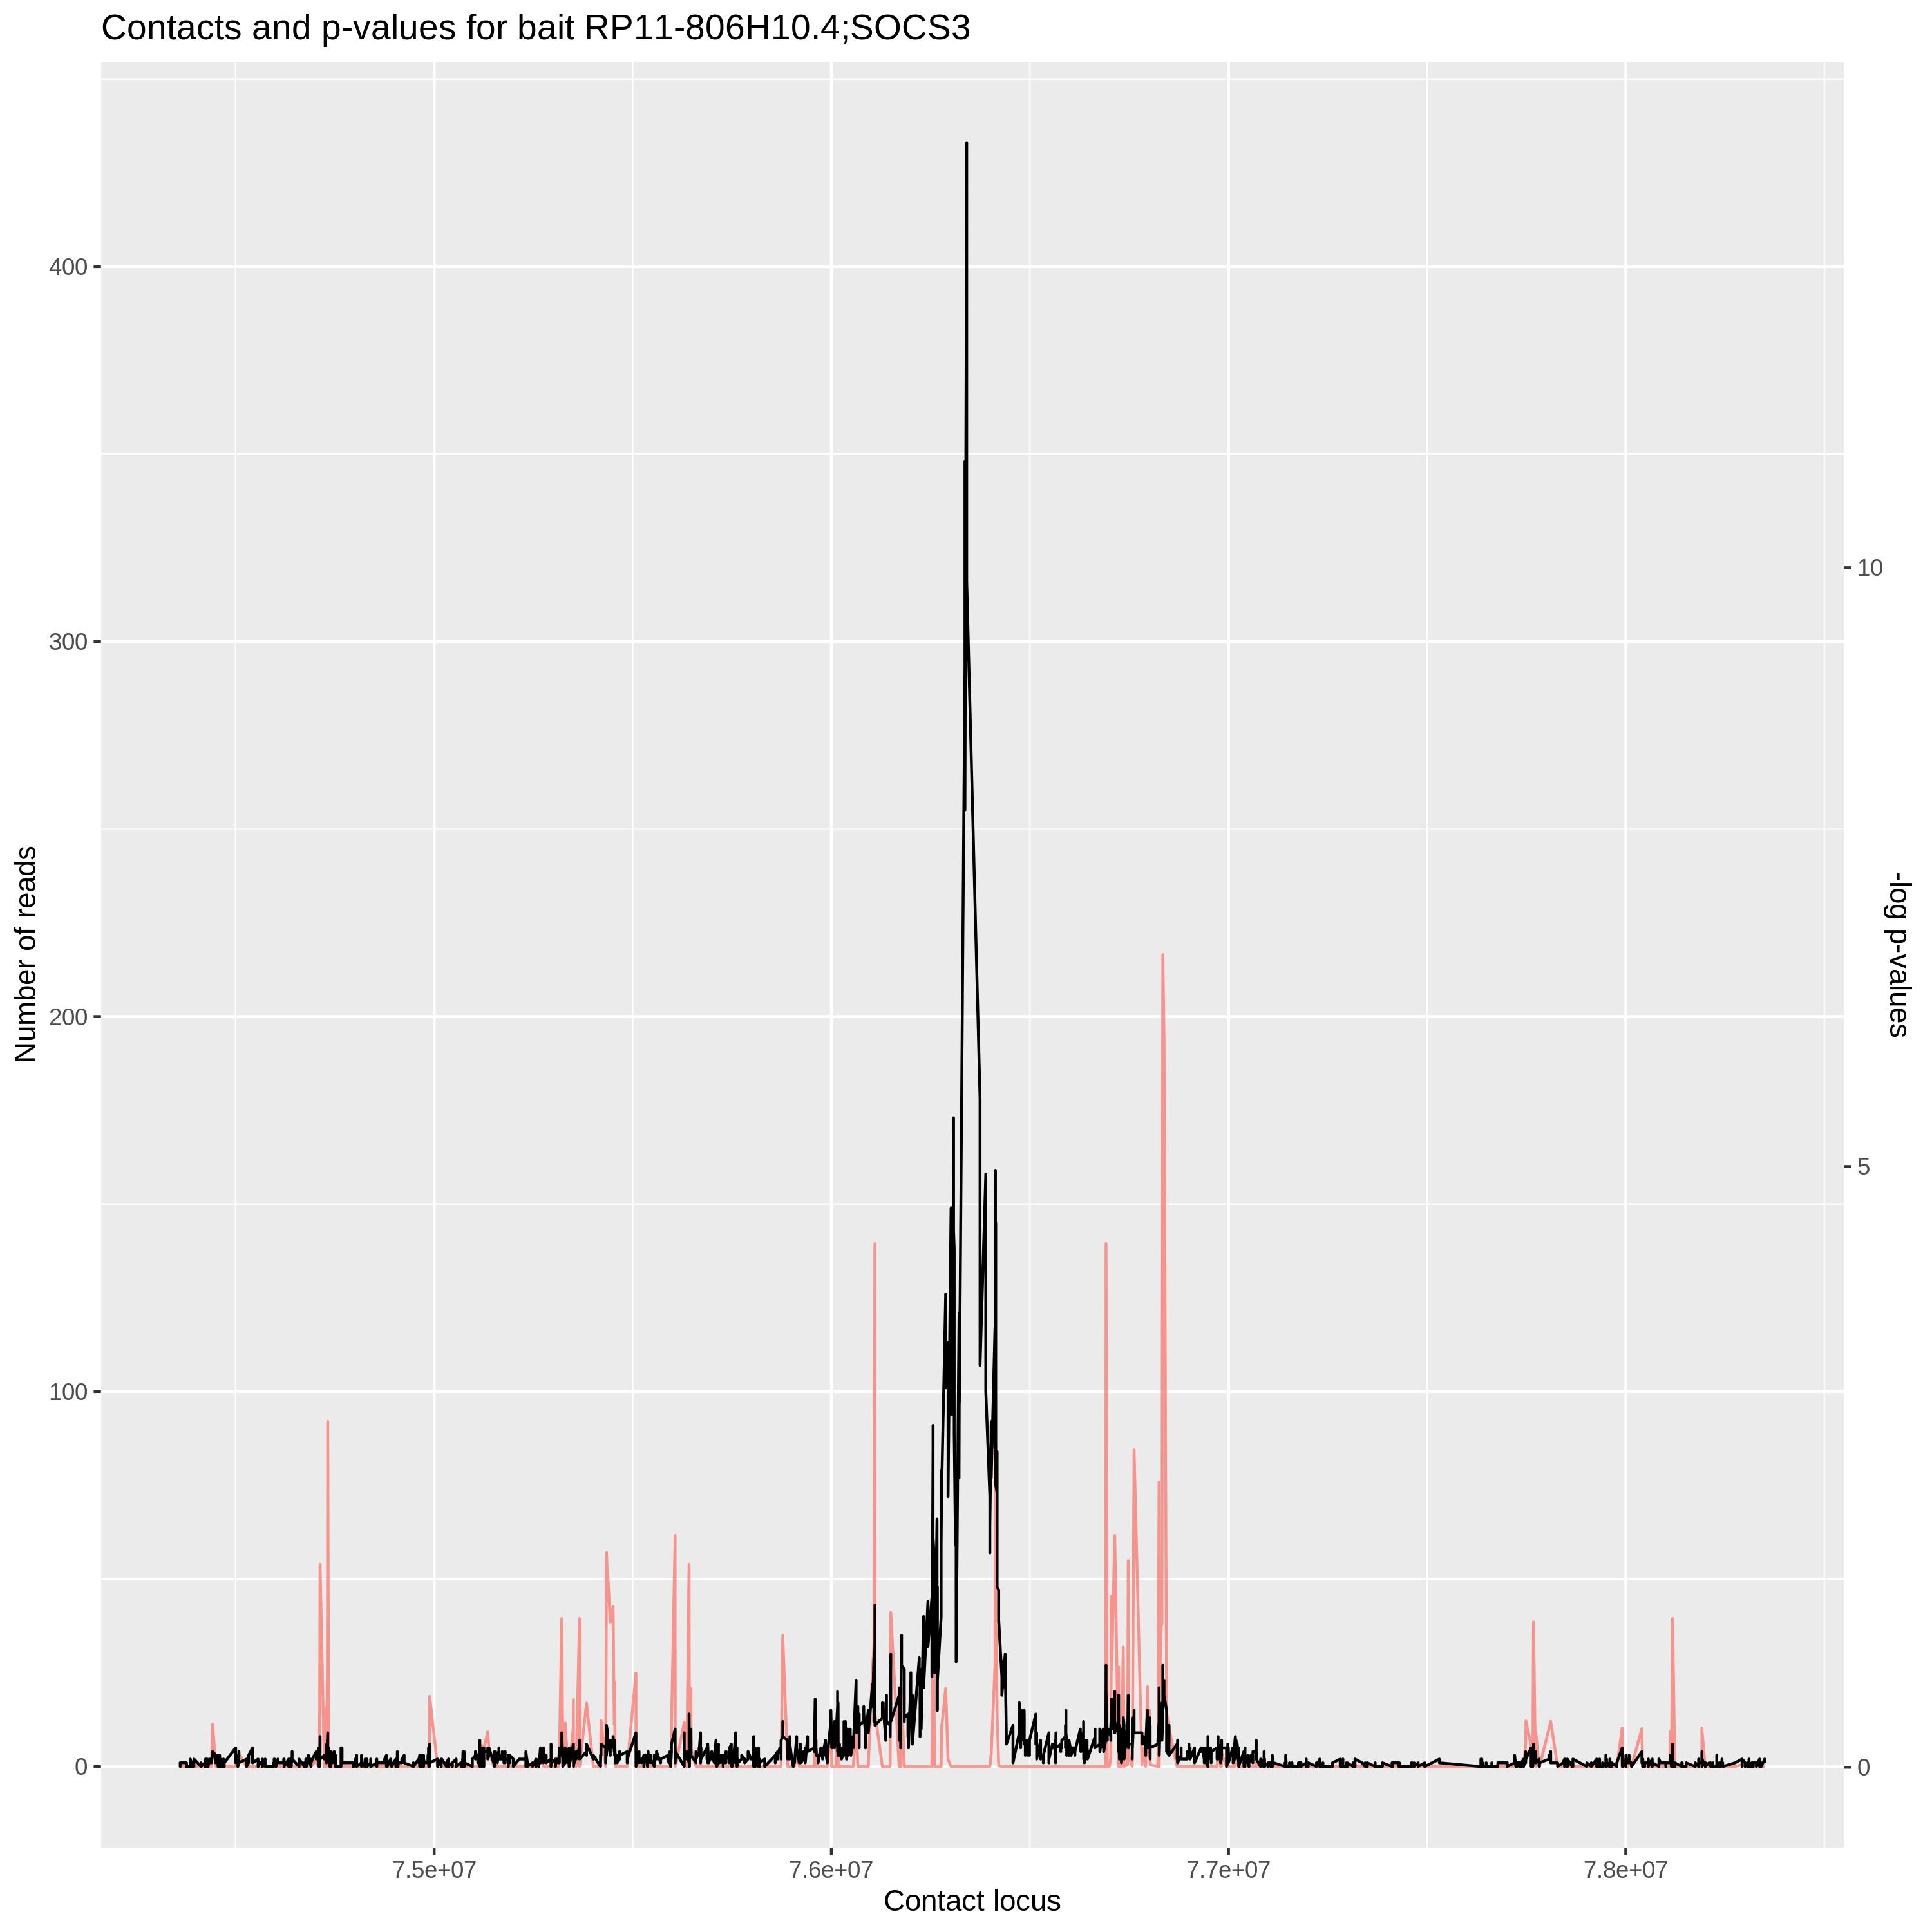 Contacts and p-values for bait RP11-806H10.4;SOCS3
400
300
200
100
0
Number of reads
10
5
0
-log p-values
7.5e+07
7.6e+07
7.7e+07
7.8e+07
Contact locus